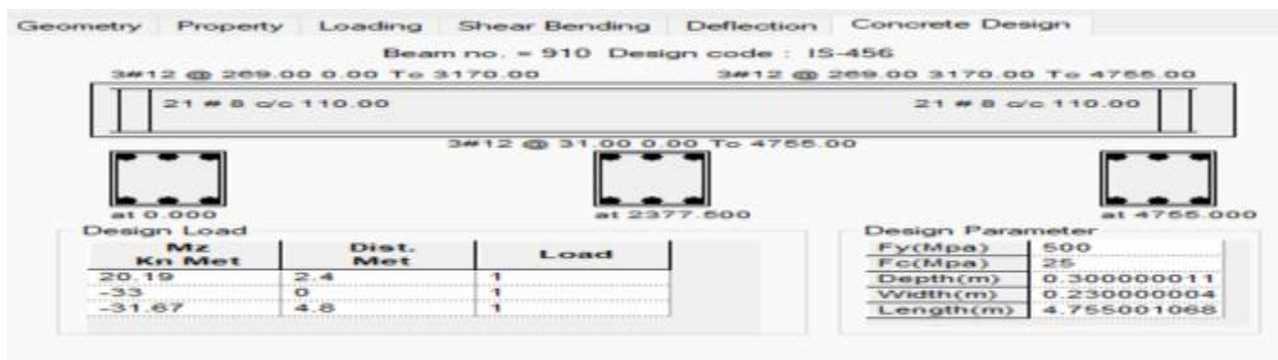 Geometry Property Loading Shear Bending Deflection Concrete Design
Beam no. = 910 Design code : IS-456
3#12 @ 269.00 0.00 To 3170.00 3#12 @ 269.00 3170.00 To 4755.00
21 # 8 c/c 110.00 21 # 8 c/c 110.00
3#12 @ 31.00 0.00 To 4755.00
at 0.000 at 2377.500 at 4755.000
Design Load Design Parameter
Mz Kn Met Dist. Met Load
20.19 2.4 1
-33 0 1
-31.67 4.8 1
Fy(Mpa) 500
Fc(Mpa) 25
Depth(m) 0.300000011
Width(m) 0.230000004
Length(m) 4.755001068